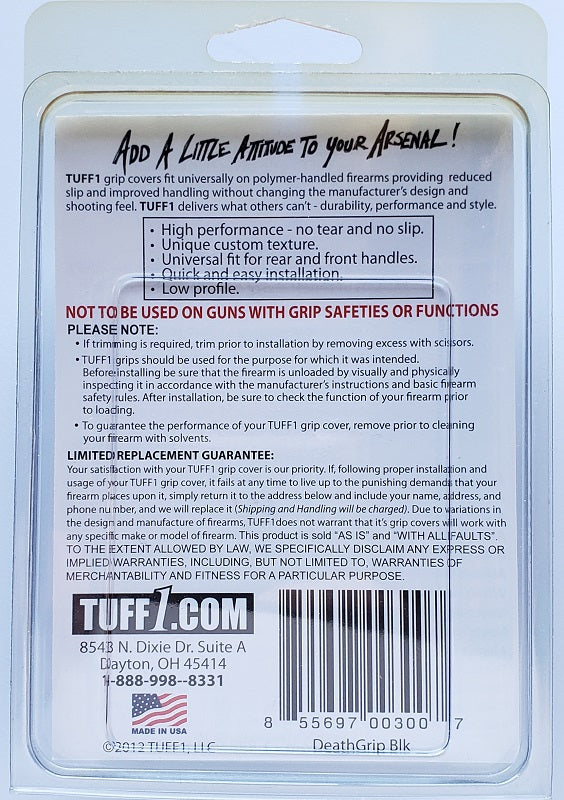 ADD A LITTLE ATTITUDE TO YOUR ARSENAL!
TUFF1 grip covers fit universally on polymer-handled firearms providing reduced
slip and improved handling without changing the manufacturer's design and
shooting feel. TUFF1 delivers what others can't - durability, performance and style.
• High performance - no tear and no slip.
• Unique custom texture.
• Universal fit for rear and front handles.
• Quick and easy installation.
• Low profile.
NOT TO BE USED ON GUNS WITH GRIP SAFETIES OR FUNCTIONS
PLEASE NOTE:
• If trimming is required, trim prior to installation by removing excess with scissors.
• TUFF1 grips should be used for the purpose for which it was intended.
Before installing be sure that the firearm is unloaded by visually and physically
inspecting it in accordance with the manufacturer's instructions and basic firearm
safety rules. After installation, be sure to check the function of your firearm prior
to loading.
• To guarantee the performance of your TUFF1 grip cover, remove prior to cleaning
your firearm with solvents.
LIMITED REPLACEMENT GUARANTEE:
Your satisfaction with your TUFF1 grip cover is our priority. If, following proper installation and
usage of your TUFF1 grip cover, it fails at any time to live up to the punishing demands that your
firearm places upon it, simply return it to the address below and include your name, address, and
phone number, and we will replace it (Shipping and Handling will be charged). Due to variations in
the design and manufacture of firearms, TUFF1does not warrant that it's grip covers will work with
any specific make or model of firearm. This product is sold "AS IS" and "WITH ALL FAULTS".
TO THE EXTENT ALLOWED BY LAW, WE SPECIFICALLY DISCLAIM ANY EXPRESS OR
IMPLIED WARRANTIES, INCLUDING, BUT NOT LIMITED TO, WARRANTIES OF
MERCHANTABILITY AND FITNESS FOR A PARTICULAR PURPOSE.
TUFF1.COM
8543 N. Dixie Dr. Suite A
Dayton, OH 45414
1-888-998--8331
MADE IN USA
©2012 TUFF1, LLC
8 55697 00300 7
DeathGrip Blk